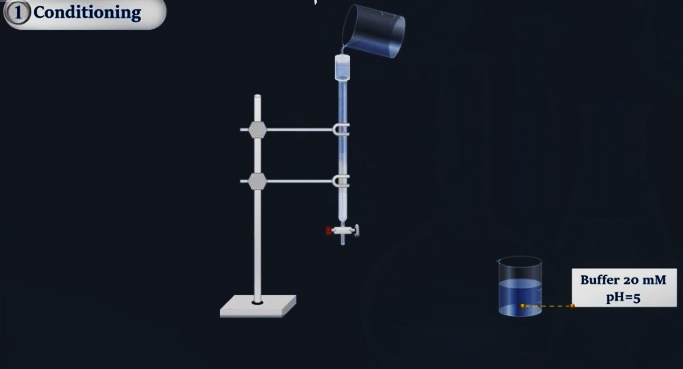 1 Conditioning
Buffer 20 mM
pH=5